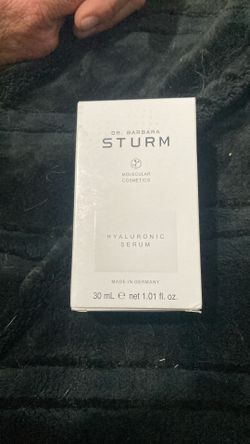 DR. BARBARA
STURM
MOLECULAR
COSMETICS
HYALURONIC
SERUM
MADE IN GERMANY
30 mL ℮ net 1.01 fl. oz.